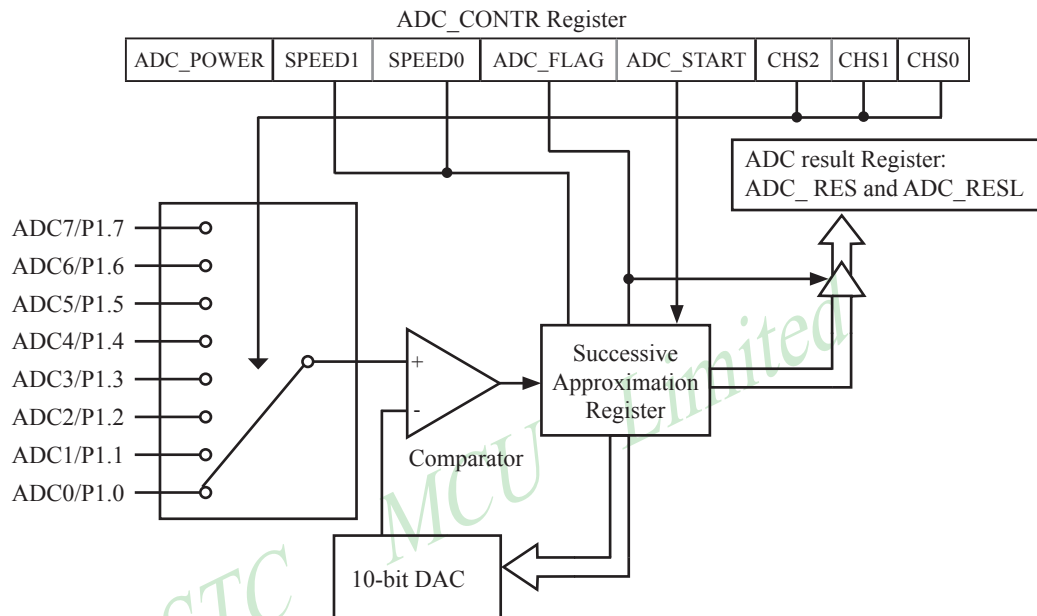 ADC_CONTR Register
ADC_POWER SPEED1 SPEED0 ADC_FLAG ADC_START CHS2 CHS1 CHS0
ADC result Register:
ADC_ RES and ADC_RESL
ADC7/P1.7
ADC6/P1.6
ADC5/P1.5
ADC4/P1.4
ADC3/P1.3
ADC2/P1.2
ADC1/P1.1
ADC0/P1.0
+
-
Comparator
Successive
Approximation
Register
10-bit DAC
STC MCU Limited